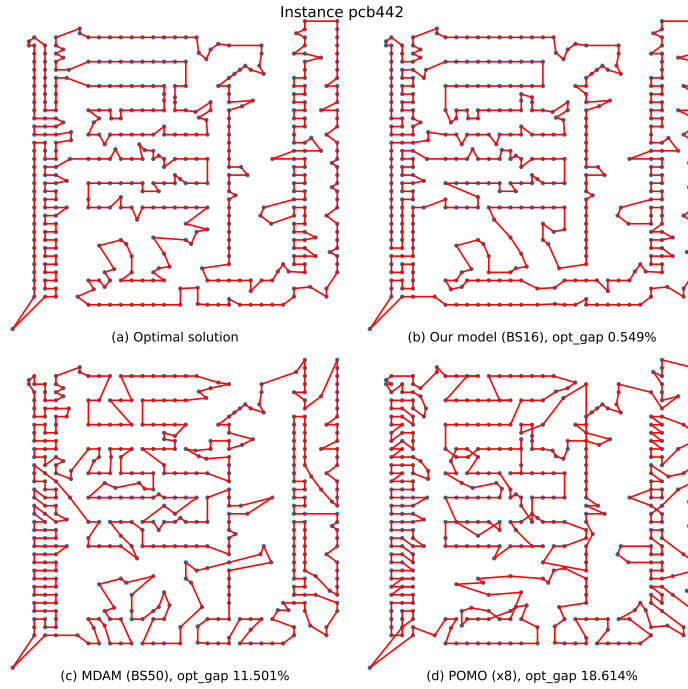 Instance pcb442
(a) Optimal solution
(b) Our model (BS16), opt_gap 0.549%
(c) MDAM (BS50), opt_gap 11.501%
(d) POMO (x8), opt_gap 18.614%